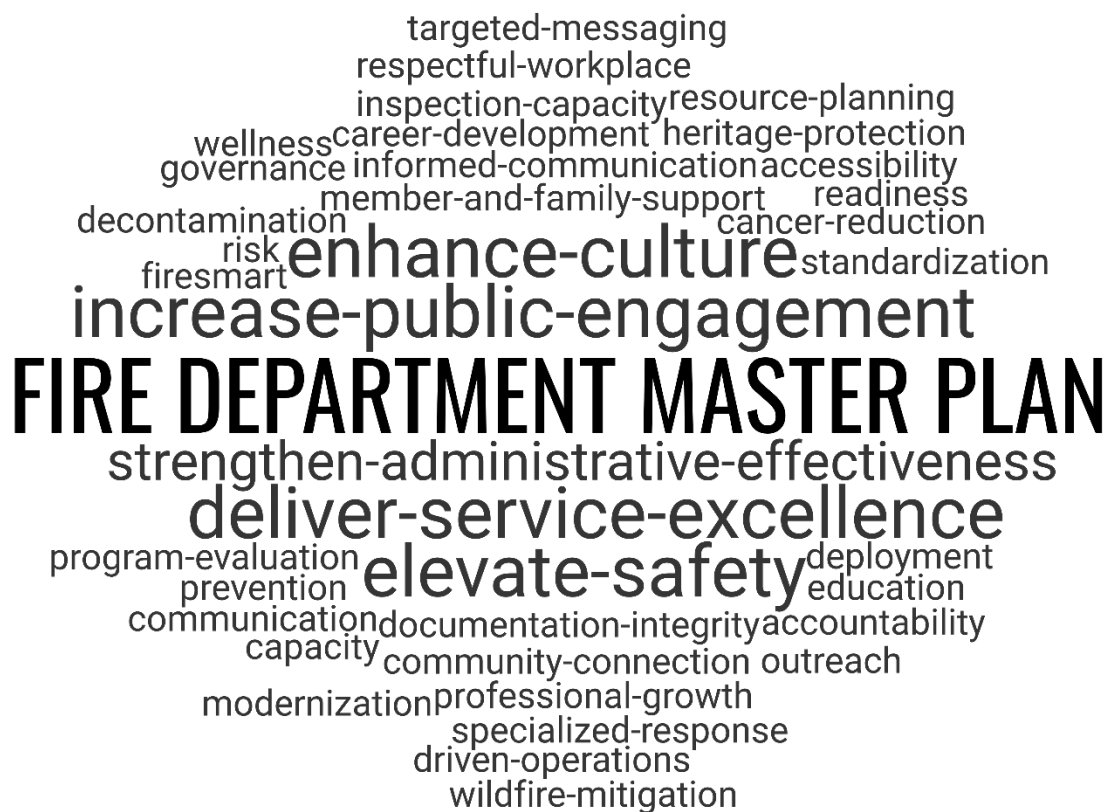 targeted-messaging
respectful-workplace
inspection-capacity resource-planning
wellness career-development heritage-protection
governance informed-communication accessibility
member-and-family-support readiness
decontamination cancer-reduction
risk enhance-culture standardization
firesmart
increase-public-engagement
FIRE DEPARTMENT MASTER PLAN
strengthen-administrative-effectiveness
deliver-service-excellence
program-evaluation elevate-safety deployment
prevention education
communication documentation-integrity accountability
capacity community-connection outreach
modernization professional-growth
specialized-response
driven-operations
wildfire-mitigation